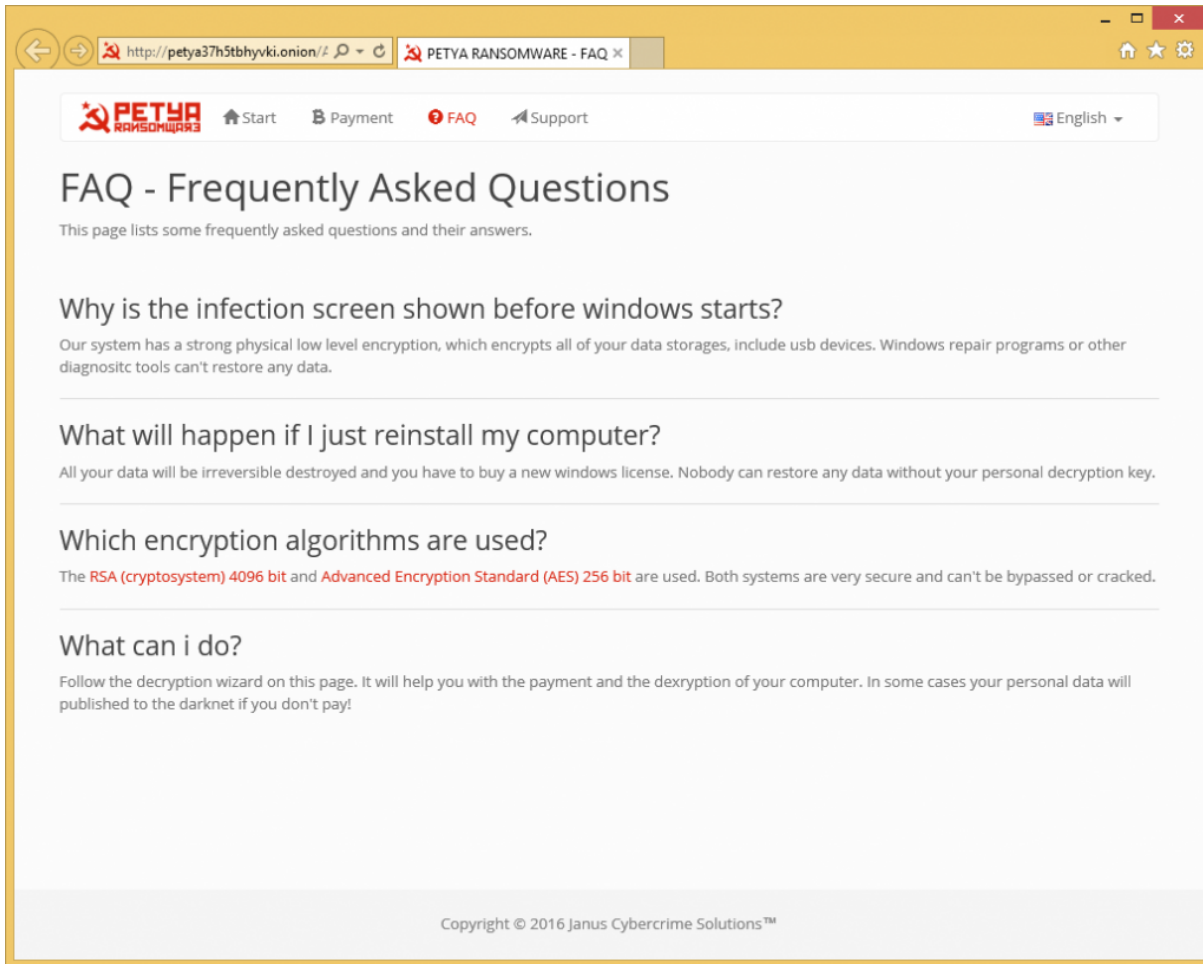 http://petya37h5tbhyvki.onion/
PETYA RANSOMWARE - FAQ
PETYA
RANSOMWAR3
Start
Payment
FAQ
Support
English
FAQ - Frequently Asked Questions
This page lists some frequently asked questions and their answers.
Why is the infection screen shown before windows starts?
Our system has a strong physical low level encryption, which encrypts all of your data storages, include usb devices. Windows repair programs or other
diagnositc tools can't restore any data.
What will happen if I just reinstall my computer?
All your data will be irreversible destroyed and you have to buy a new windows license. Nobody can restore any data without your personal decryption key.
Which encryption algorithms are used?
The RSA (cryptosystem) 4096 bit and Advanced Encryption Standard (AES) 256 bit are used. Both systems are very secure and can't be bypassed or cracked.
What can i do?
Follow the decryption wizard on this page. It will help you with the payment and the dexryption of your computer. In some cases your personal data will
published to the darknet if you don't pay!
Copyright © 2016 Janus Cybercrime Solutions™